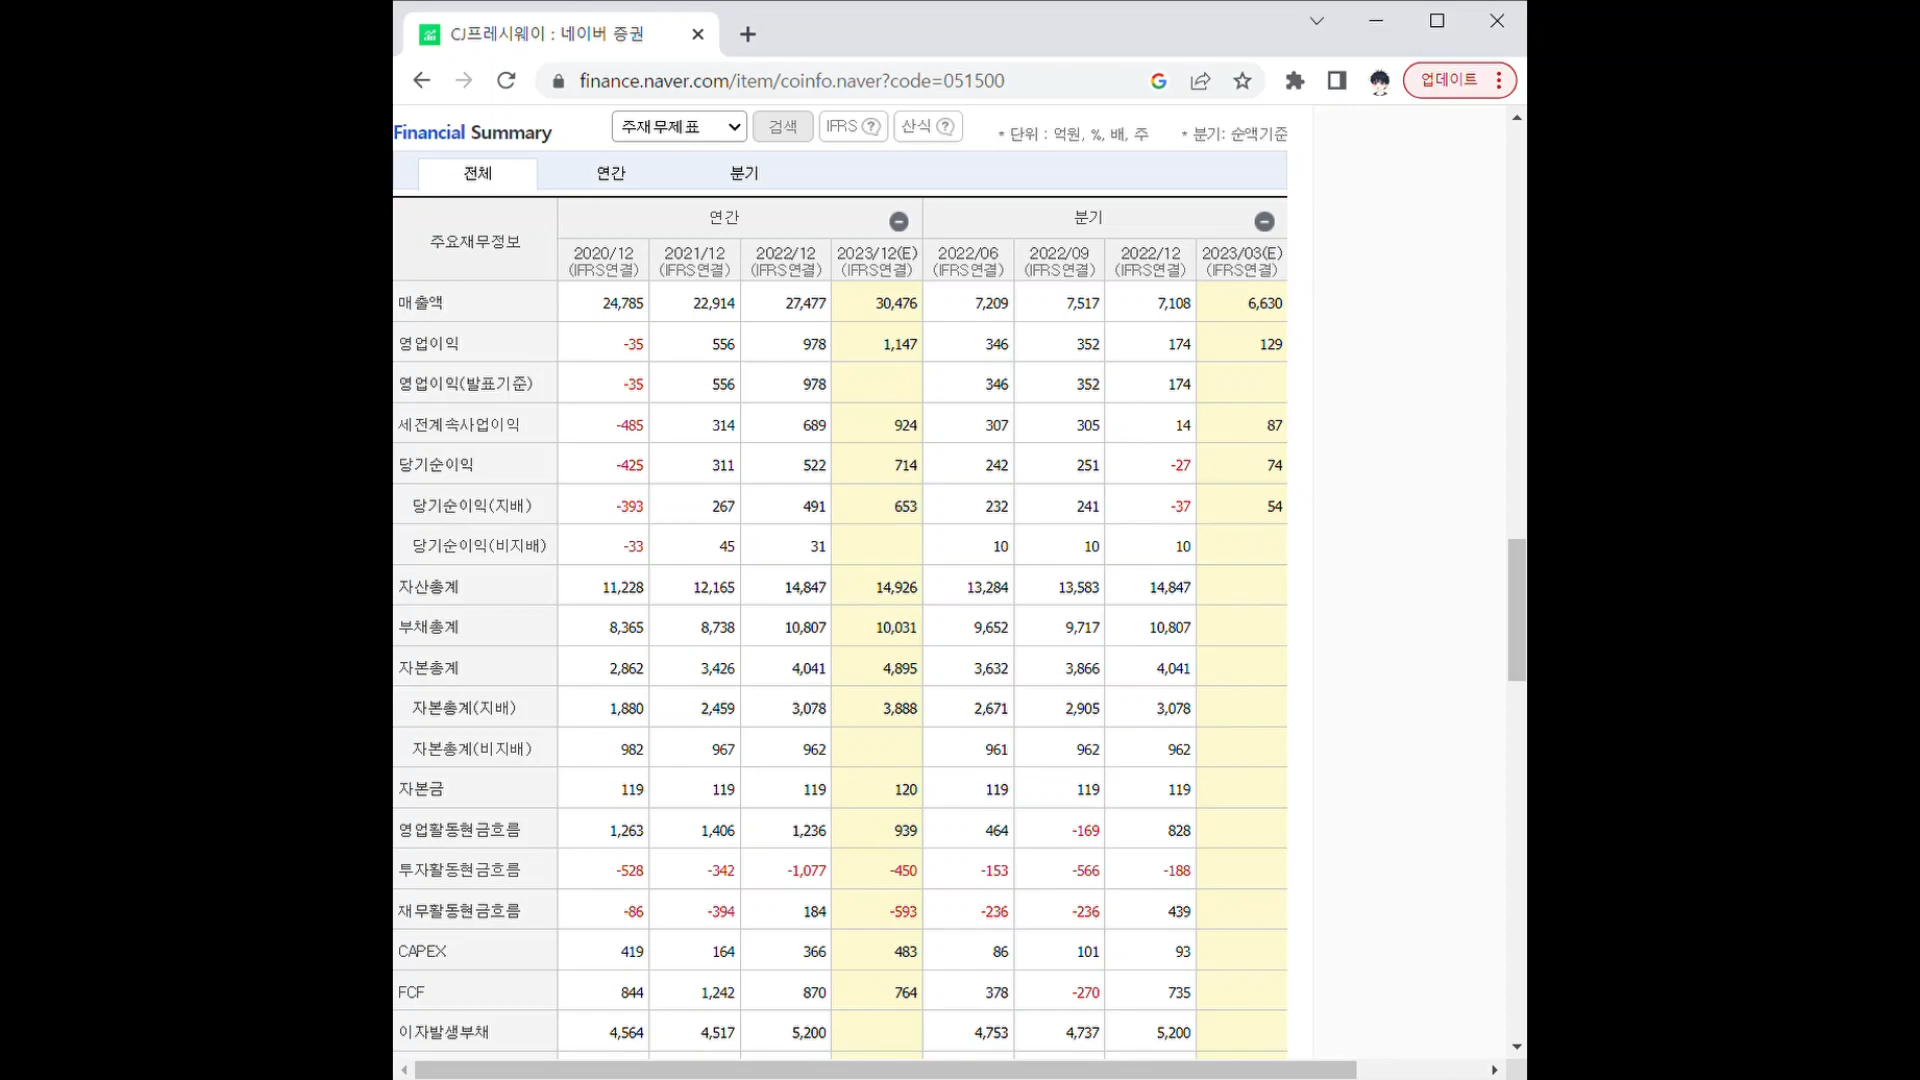 CJ프레시웨이 : 네이버 증권
finance.naver.com/item/coinfo.naver?code=051500
업데이트
Financial Summary
주재무제표 검색 IFRS ? 산식 ? * 단위 : 억원, %, 배, 주 * 분기: 순액기준
전체 연간 분기
주요재무정보 연간 분기
2020/12 2021/12 2022/12 2023/12(E) 2022/06 2022/09 2022/12 2023/03(E)
(IFRS연결) (IFRS연결) (IFRS연결) (IFRS연결) (IFRS연결) (IFRS연결) (IFRS연결) (IFRS연결)
매출액 24,785 22,914 27,477 30,476 7,209 7,517 7,108 6,630
영업이익 -35 556 978 1,147 346 352 174 129
영업이익(발표기준) -35 556 978 346 352 174
세전계속사업이익 -485 314 689 924 307 305 14 87
당기순이익 -425 311 522 714 242 251 -27 74
당기순이익(지배) -393 267 491 653 232 241 -37 54
당기순이익(비지배) -33 45 31 10 10 10
자산총계 11,228 12,165 14,847 14,926 13,284 13,583 14,847
부채총계 8,365 8,738 10,807 10,031 9,652 9,717 10,807
자본총계 2,862 3,426 4,041 4,895 3,632 3,866 4,041
자본총계(지배) 1,880 2,459 3,078 3,888 2,671 2,905 3,078
자본총계(비지배) 982 967 962 961 962 962
자본금 119 119 119 120 119 119 119
영업활동현금흐름 1,263 1,406 1,236 939 464 -169 828
투자활동현금흐름 -528 -342 -1,077 -450 -153 -566 -188
재무활동현금흐름 -86 -394 184 -593 -236 -236 439
CAPEX 419 164 366 483 86 101 93
FCF 844 1,242 870 764 378 -270 735
이자발생부채 4,564 4,517 5,200 4,753 4,737 5,200